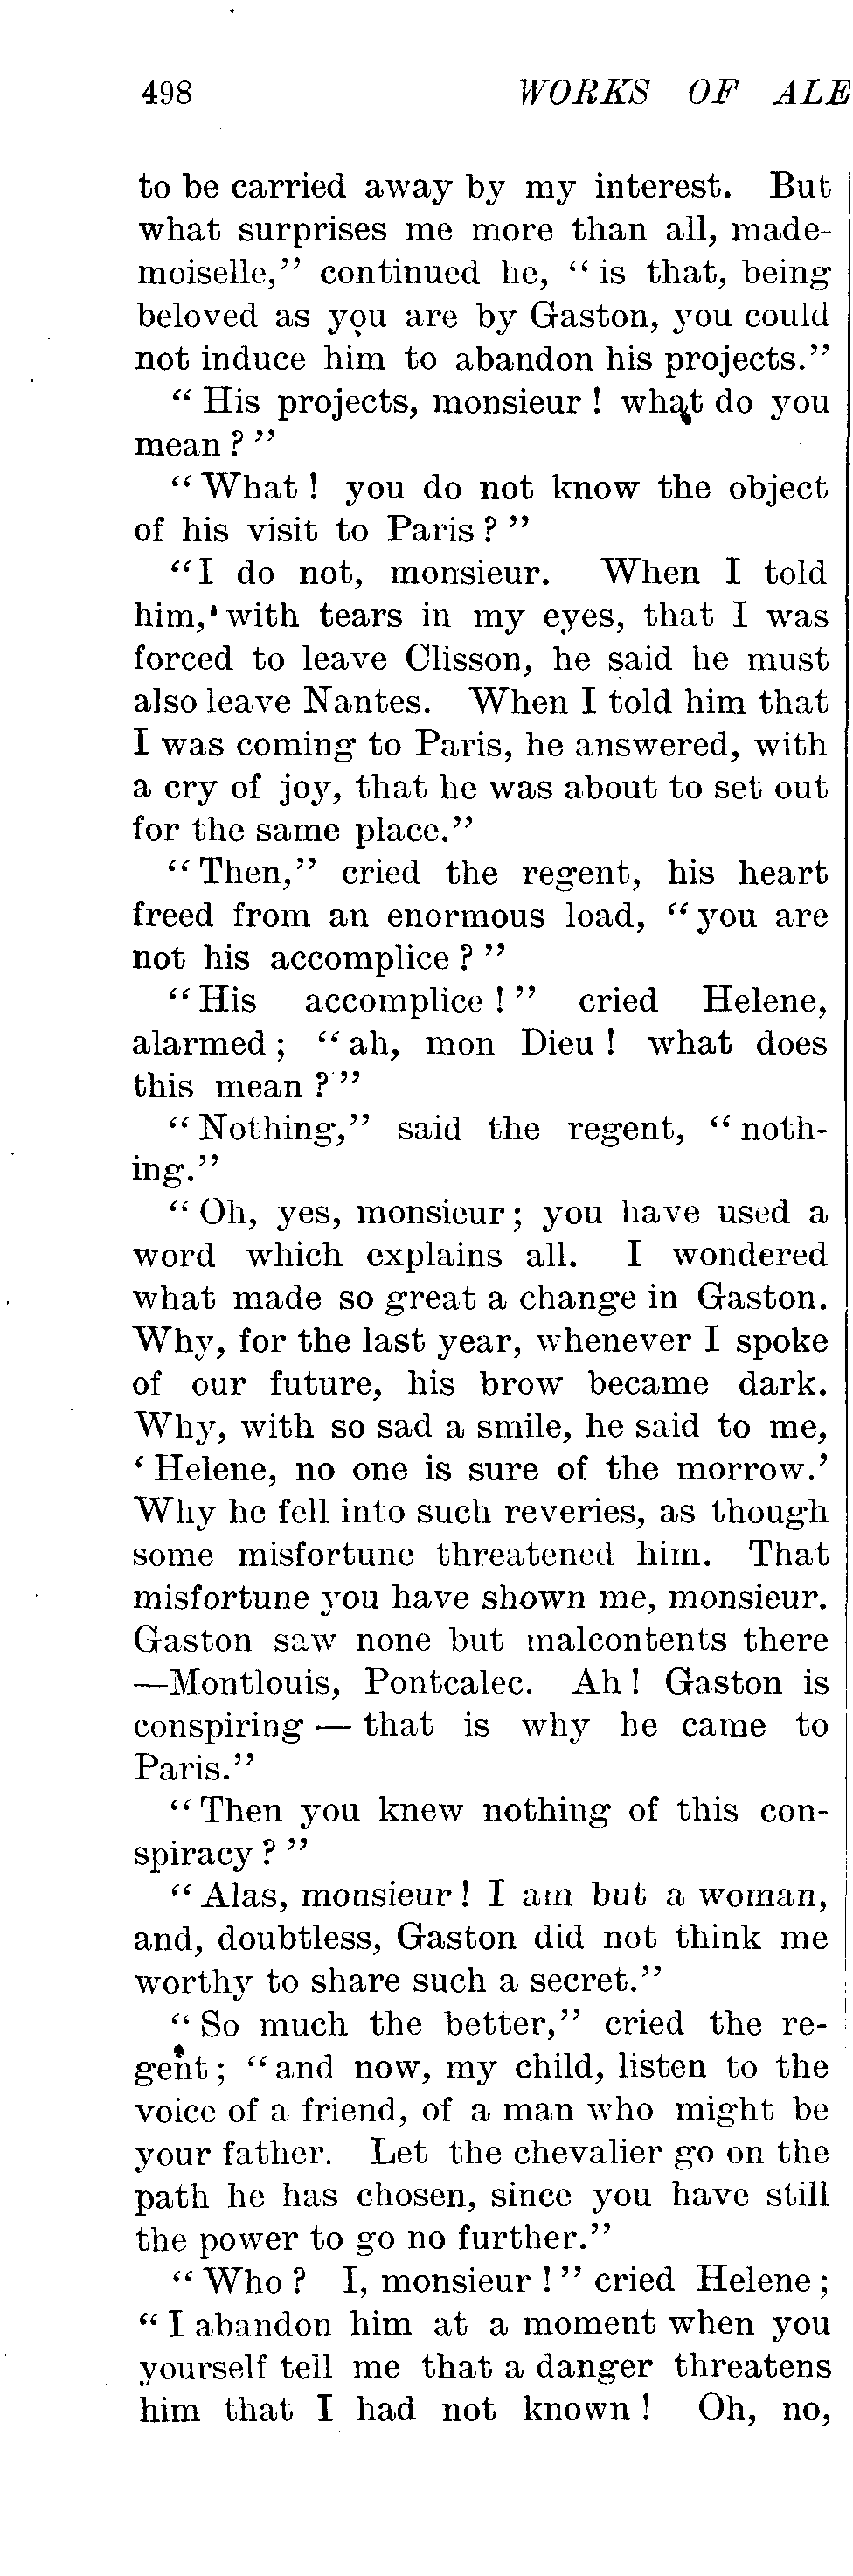 498 WORKS OF ALE
to be carried away by my interest. But
what surprises me more than all, made-
moiselle,” continued he, “is that, being
beloved as you are by Gaston, you could
not induce him to abandon his projects.”
“His projects, monsieur! what do you
mean?”
“What! you do not know the object
of his visit to Paris?”
“I do not, monsieur. When I told
him, with tears in my eyes, that I was
forced to leave Clisson, he said he must
also leave Nantes. When I told him that
I was coming to Paris, he answered, with
a cry of joy, that he was about to set out
for the same place.”
“Then,” cried the regent, his heart
freed from an enormous load, “you are
not his accomplice?”
“His accomplice!” cried Helene,
alarmed; “ah, mon Dieu! what does
this mean?”
“Nothing,” said the regent, “noth-
ing.”
“Oh, yes, monsieur; you have used a
word which explains all. I wondered
what made so great a change in Gaston.
Why, for the last year, whenever I spoke
of our future, his brow became dark.
Why, with so sad a smile, he said to me,
‘Helene, no one is sure of the morrow.’
Why he fell into such reveries, as though
some misfortune threatened him. That
misfortune you have shown me, monsieur.
Gaston saw none but malcontents there
—Montlouis, Pontcalec. Ah! Gaston is
conspiring — that is why he came to
Paris.”
“Then you knew nothing of this con-
spiracy?”
“Alas, monsieur! I am but a woman,
and, doubtless, Gaston did not think me
worthy to share such a secret.”
“So much the better,” cried the re-
gent; “and now, my child, listen to the
voice of a friend, of a man who might be
your father. Let the chevalier go on the
path he has chosen, since you have still
the power to go no further.”
“Who? I, monsieur!” cried Helene;
“I abandon him at a moment when you
yourself tell me that a danger threatens
him that I had not known! Oh, no,